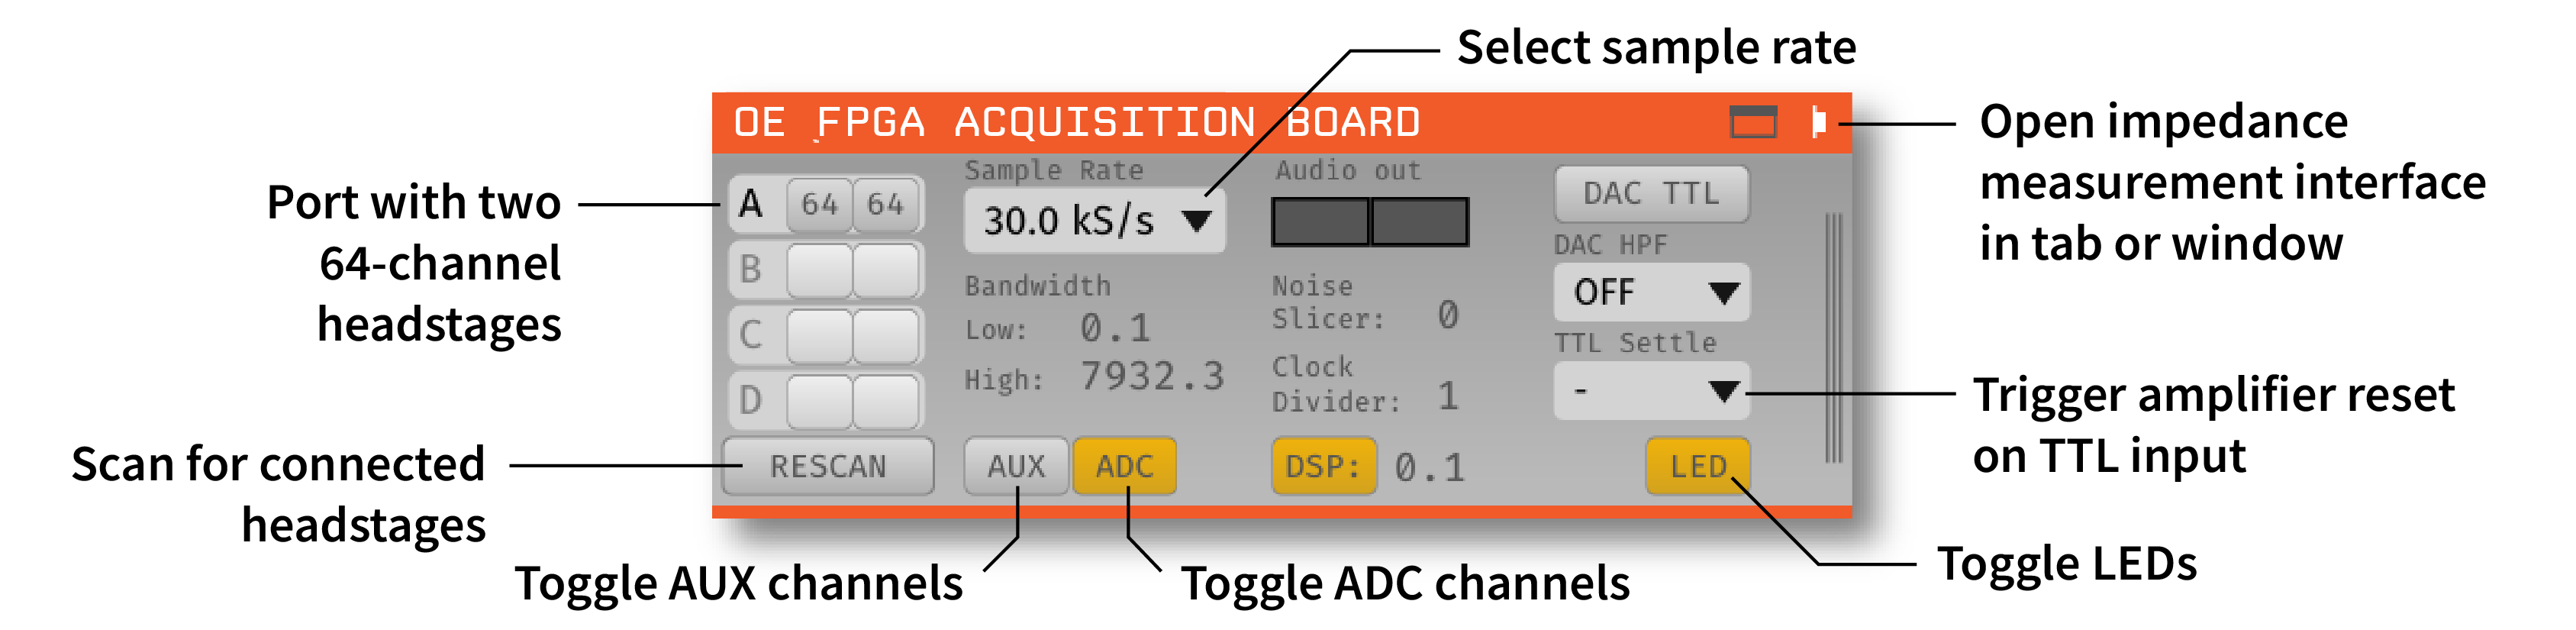 Select sample rate
OE FPGA ACQUISITION BOARD
Open impedance
measurement interface
in tab or window
Port with two
64-channel
headstages
A 64 64
B
C
D
RESCAN
Scan for connected
headstages
Sample Rate
30.0 kS/s
Bandwidth
Low: 0.1
High: 7932.3
AUX ADC
Toggle AUX channels
Toggle ADC channels
Audio out
Noise
Slicer: 0
Clock
Divider: 1
DSP: 0.1
DAC TTL
DAC HPF
OFF
TTL Settle
-
LED
Trigger amplifier reset
on TTL input
Toggle LEDs